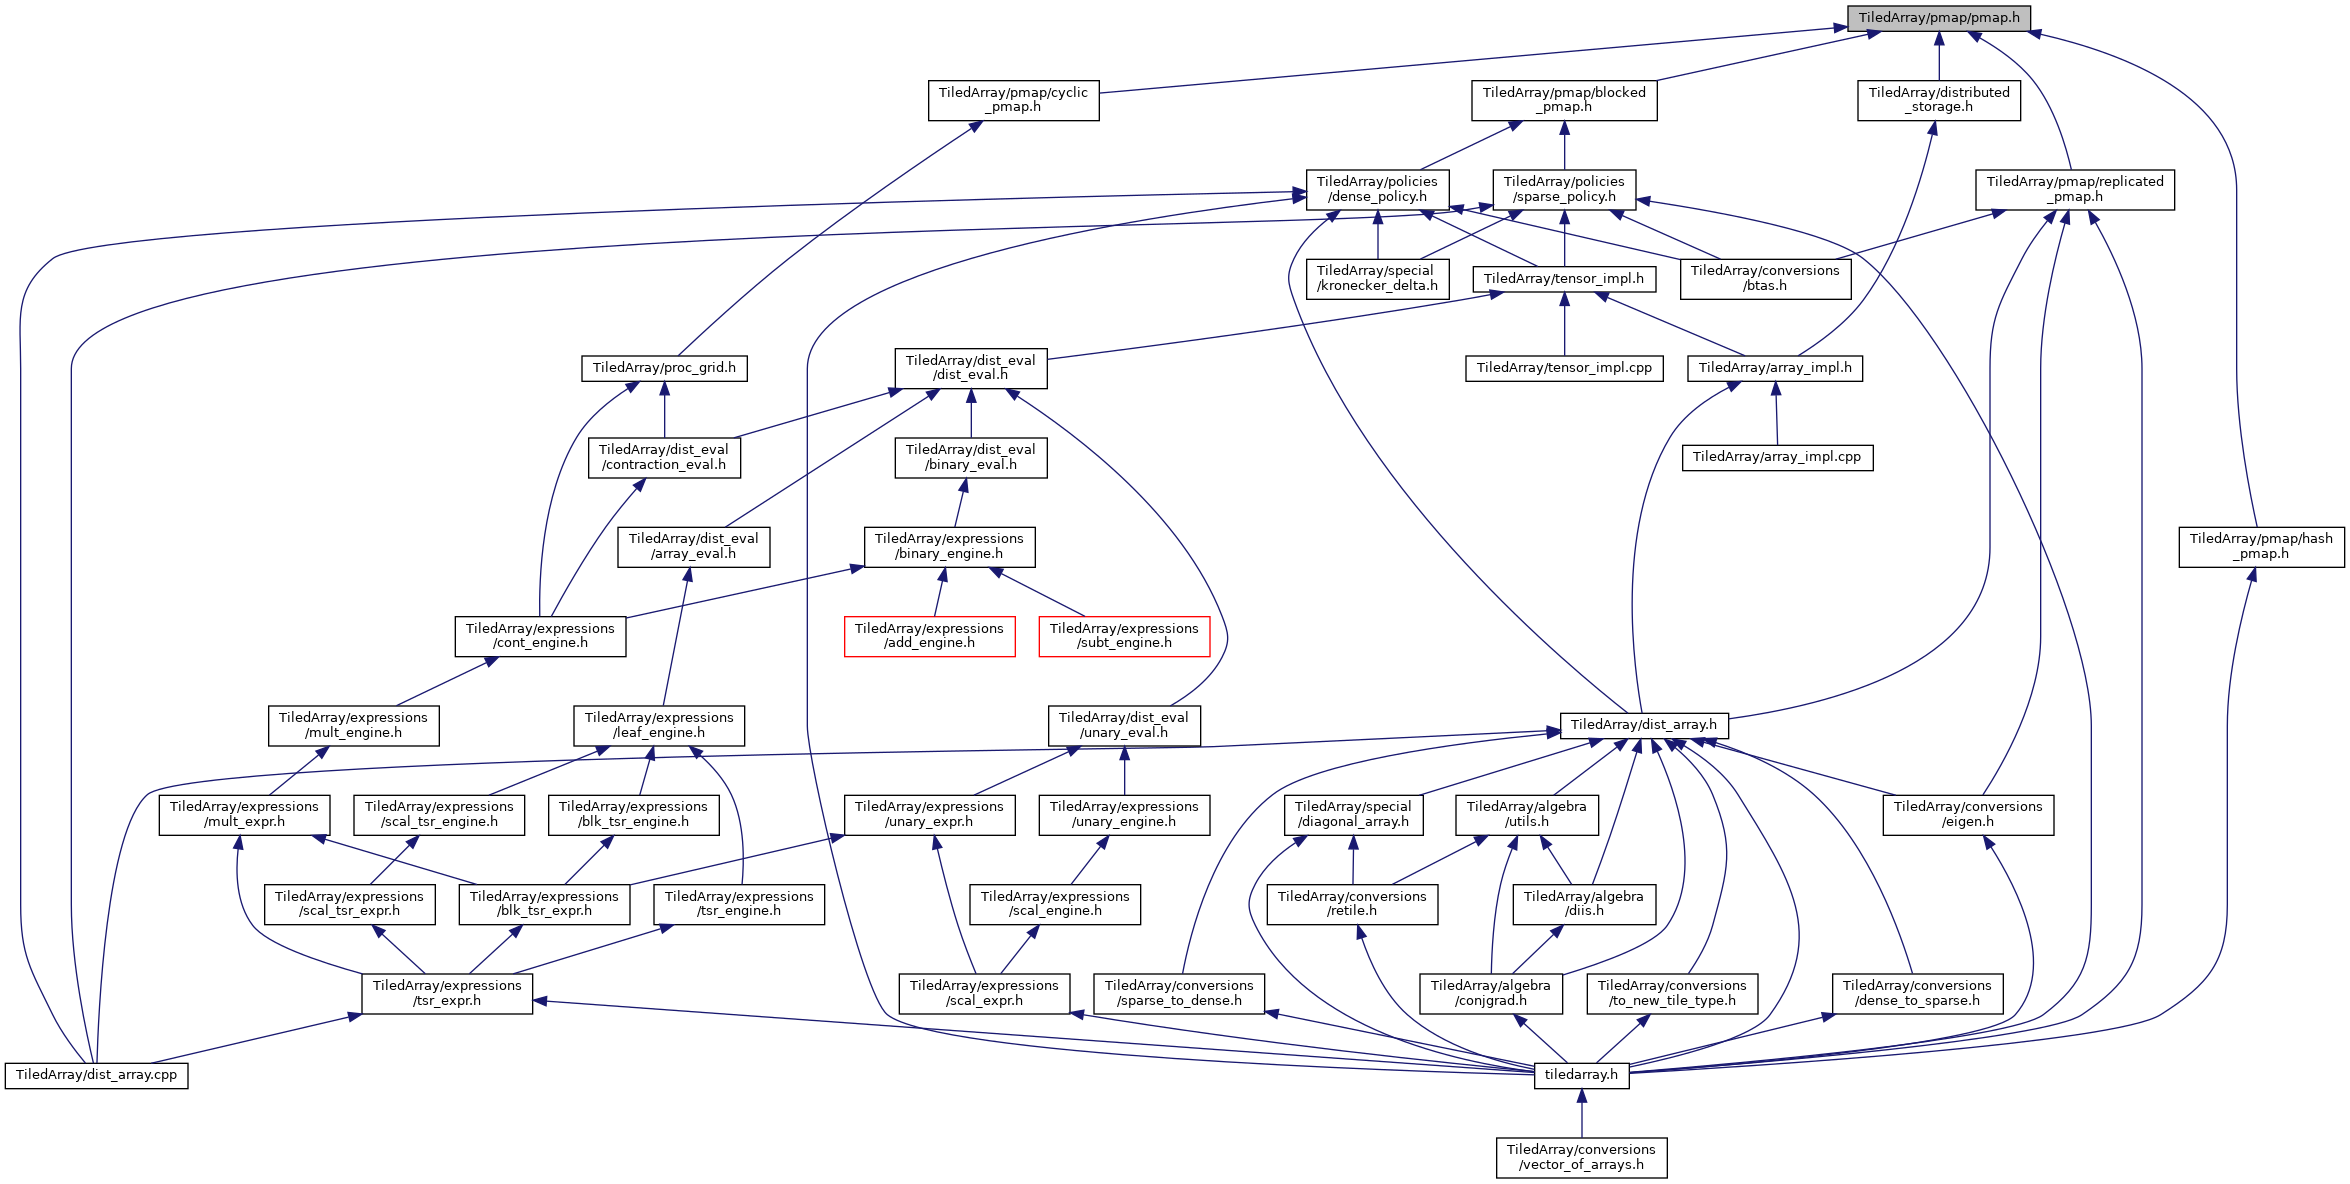 TiledArray/pmap/pmap.h
TiledArray/pmap/cyclic
_pmap.h
TiledArray/pmap/blocked
_pmap.h
TiledArray/distributed
_storage.h
TiledArray/policies
/dense_policy.h
TiledArray/policies
/sparse_policy.h
TiledArray/pmap/replicated
_pmap.h
TiledArray/special
/kronecker_delta.h
TiledArray/tensor_impl.h
TiledArray/conversions
/btas.h
TiledArray/proc_grid.h
TiledArray/dist_eval
/dist_eval.h
TiledArray/tensor_impl.cpp
TiledArray/array_impl.h
TiledArray/dist_eval
/contraction_eval.h
TiledArray/dist_eval
/binary_eval.h
TiledArray/array_impl.cpp
TiledArray/dist_eval
/array_eval.h
TiledArray/expressions
/binary_engine.h
TiledArray/pmap/hash
_pmap.h
TiledArray/expressions
/cont_engine.h
TiledArray/expressions
/add_engine.h
TiledArray/expressions
/subt_engine.h
TiledArray/expressions
/mult_engine.h
TiledArray/expressions
/leaf_engine.h
TiledArray/dist_eval
/unary_eval.h
TiledArray/dist_array.h
TiledArray/expressions
/mult_expr.h
TiledArray/expressions
/scal_tsr_engine.h
TiledArray/expressions
/blk_tsr_engine.h
TiledArray/expressions
/unary_expr.h
TiledArray/expressions
/unary_engine.h
TiledArray/special
/diagonal_array.h
TiledArray/algebra
/utils.h
TiledArray/conversions
/eigen.h
TiledArray/expressions
/scal_tsr_expr.h
TiledArray/expressions
/blk_tsr_expr.h
TiledArray/expressions
/tsr_engine.h
TiledArray/expressions
/scal_engine.h
TiledArray/conversions
/retile.h
TiledArray/algebra
/diis.h
TiledArray/expressions
/tsr_expr.h
TiledArray/expressions
/scal_expr.h
TiledArray/conversions
/sparse_to_dense.h
TiledArray/algebra
/conjgrad.h
TiledArray/conversions
/to_new_tile_type.h
TiledArray/conversions
/dense_to_sparse.h
TiledArray/dist_array.cpp
tiledarray.h
TiledArray/conversions
/vector_of_arrays.h